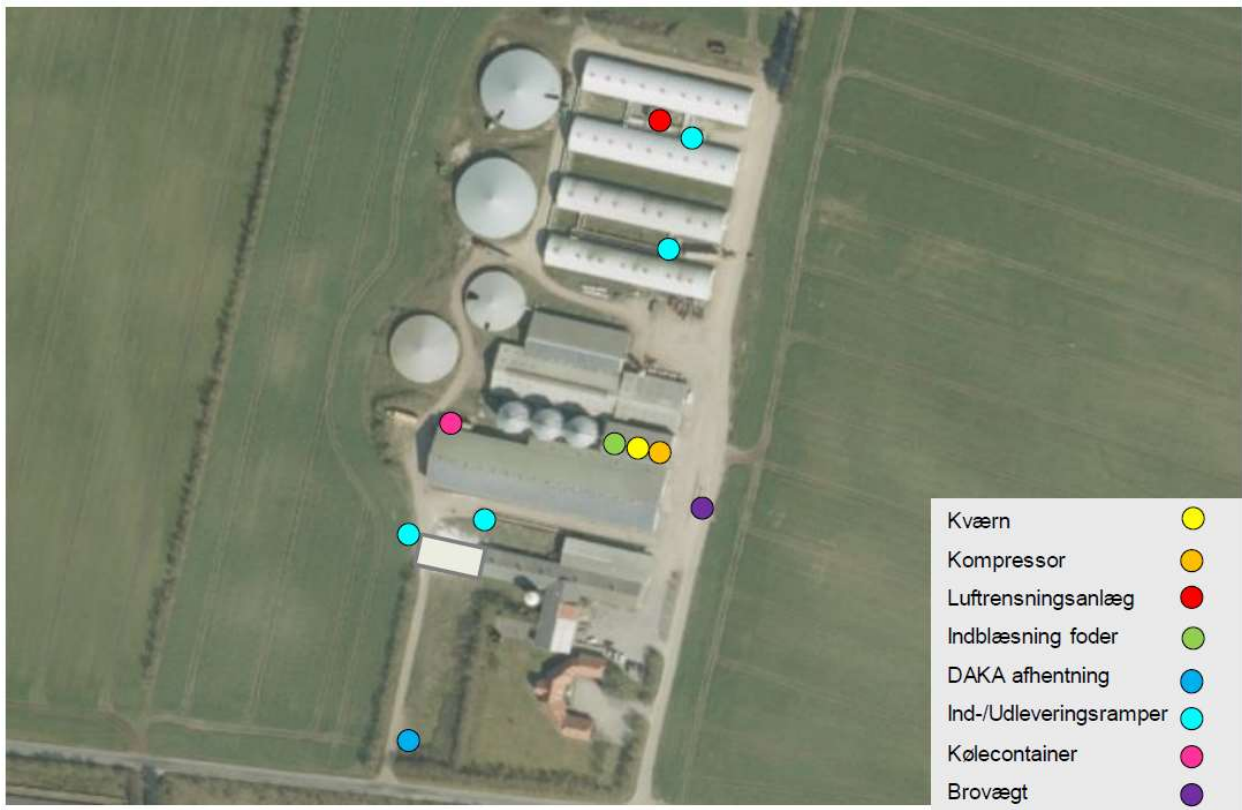 Kværn
Kompressor
Luftrensningsanlæg
Indblæsning foder
DAKA afhentning
Ind-/Udleveringsramper
Kølecontainer
Brovægt